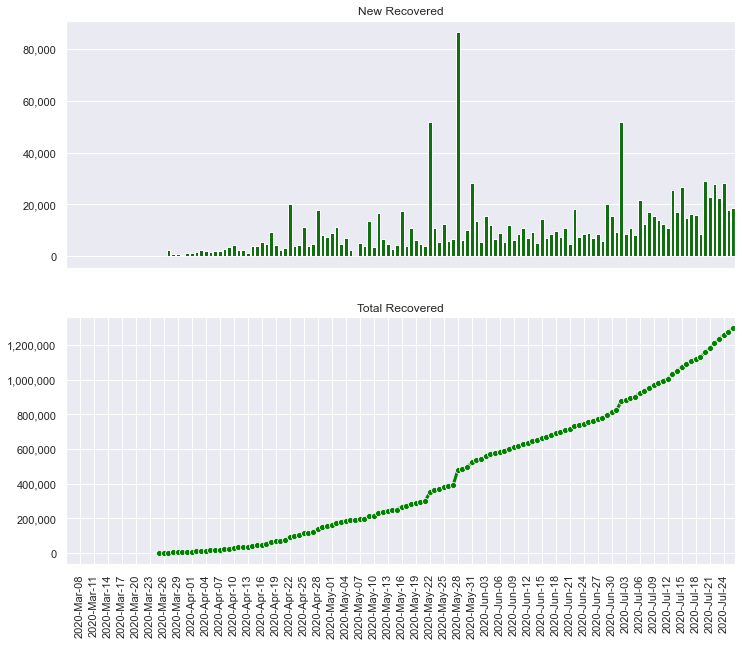 New Recovered
80,000
60,000
40,000
20,000
0
Total Recovered
1,200,000
1,000,000
800,000
600,000
400,000
200,000
0
2020-Mar-08
2020-Mar-11
2020-Mar-14
2020-Mar-17
2020-Mar-20
2020-Mar-23
2020-Mar-26
2020-Mar-29
2020-Apr-01
2020-Apr-04
2020-Apr-07
2020-Apr-10
2020-Apr-13
2020-Apr-16
2020-Apr-19
2020-Apr-22
2020-Apr-25
2020-Apr-28
2020-May-01
2020-May-04
2020-May-07
2020-May-10
2020-May-13
2020-May-16
2020-May-19
2020-May-22
2020-May-25
2020-May-28
2020-May-31
2020-Jun-03
2020-Jun-06
2020-Jun-09
2020-Jun-12
2020-Jun-15
2020-Jun-18
2020-Jun-21
2020-Jun-24
2020-Jun-27
2020-Jun-30
2020-Jul-03
2020-Jul-06
2020-Jul-09
2020-Jul-12
2020-Jul-15
2020-Jul-18
2020-Jul-21
2020-Jul-24